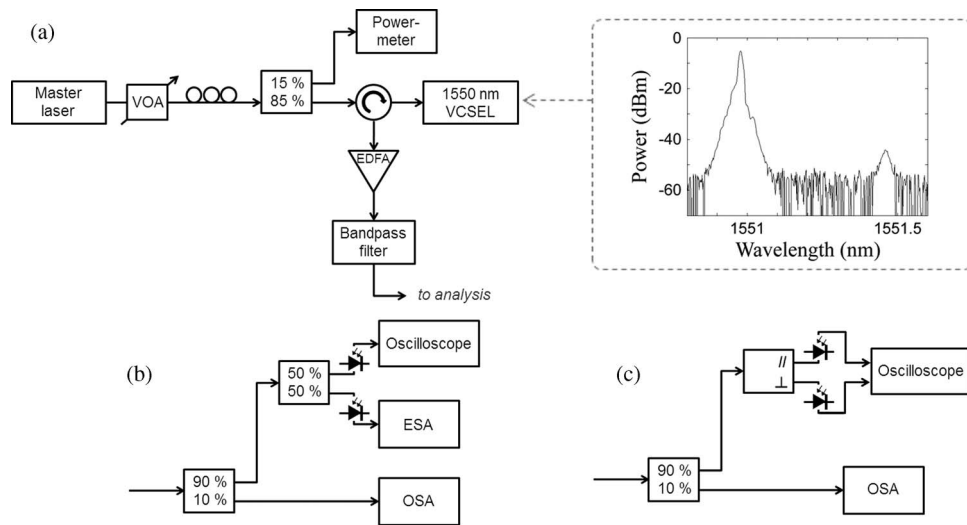 (a)
Power-
meter
Master
laser
VOA
15 %
85 %
1550 nm
VCSEL
EDFA
Bandpass
filter
to analysis
0
-20
-40
-60
Power (dBm)
1551
1551.5
Wavelength (nm)
(b)
90 %
10 %
50 %
50 %
Oscilloscope
ESA
OSA
(c)
90 %
10 %
//
⊥
Oscilloscope
OSA